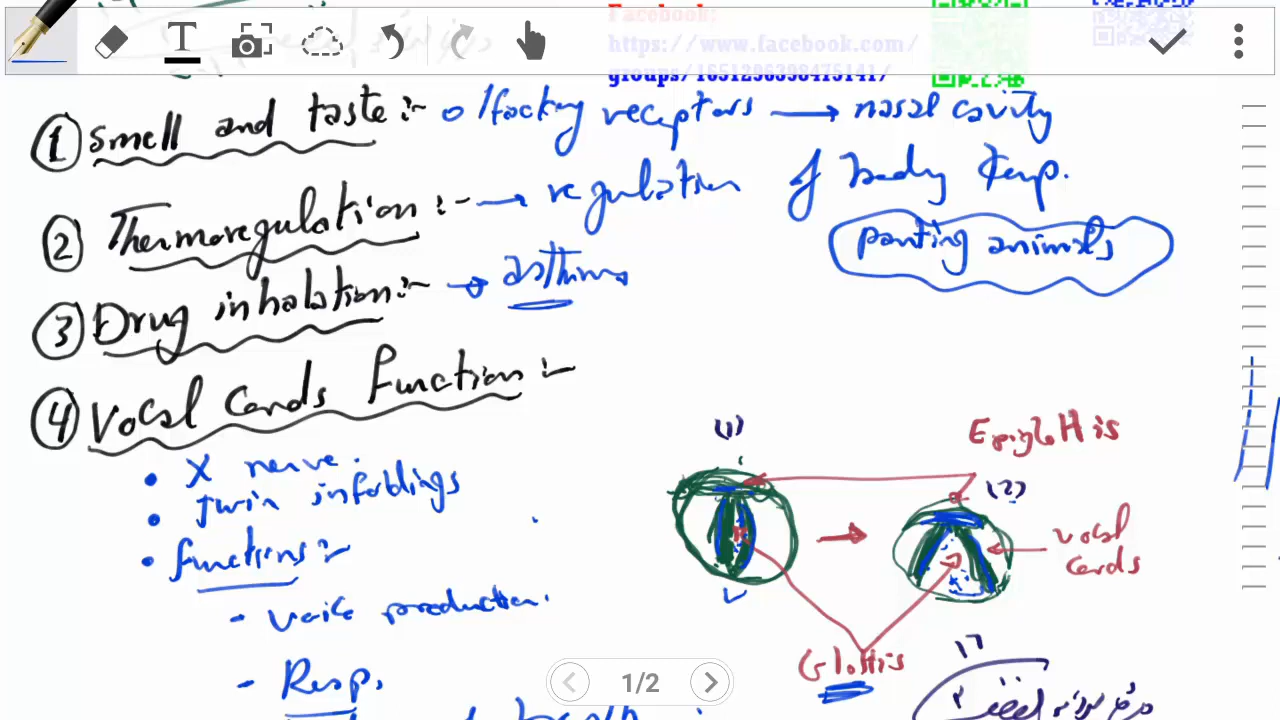 Facebook:
https://www.facebook.com/
groups/1651296398475141/
① Smell and taste :- olfactory receptors → nasal cavity
② Thermoregulation :- → regulation of body temp.
panting animals
③ Drug inhalation :- → asthma
④ Vocal Cords Function :-
• X nerve.
• twin infoldings
• functions :-
- voice production.
- Resp.
(1)
Epiglottis
(2)
vocal
cords
Glottis
1/2